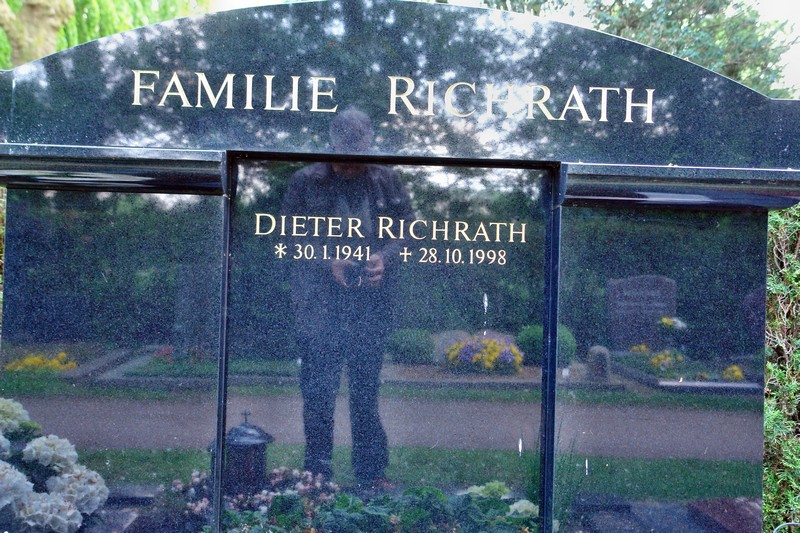 FAMILIE RICHRATH
DIETER RICHRATH
* 30. 1. 1941 † 28. 10. 1998